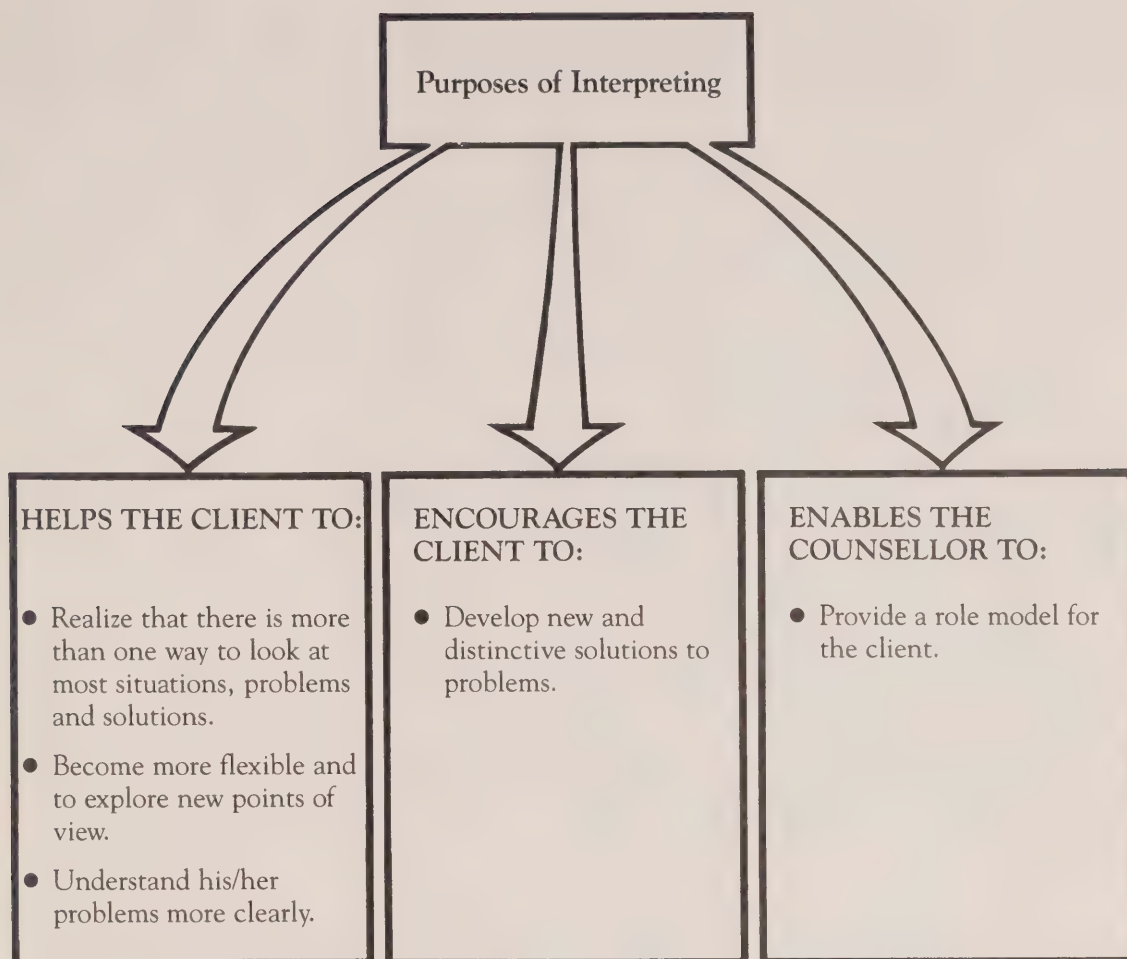 Purposes of Interpreting
HELPS THE CLIENT TO:
● Realize that there is more
than one way to look at
most situations, problems
and solutions.
● Become more flexible and
to explore new points of
view.
● Understand his/her
problems more clearly.
ENCOURAGES THE
CLIENT TO:
● Develop new and
distinctive solutions to
problems.
ENABLES THE
COUNSELLOR TO:
● Provide a role model for
the client.